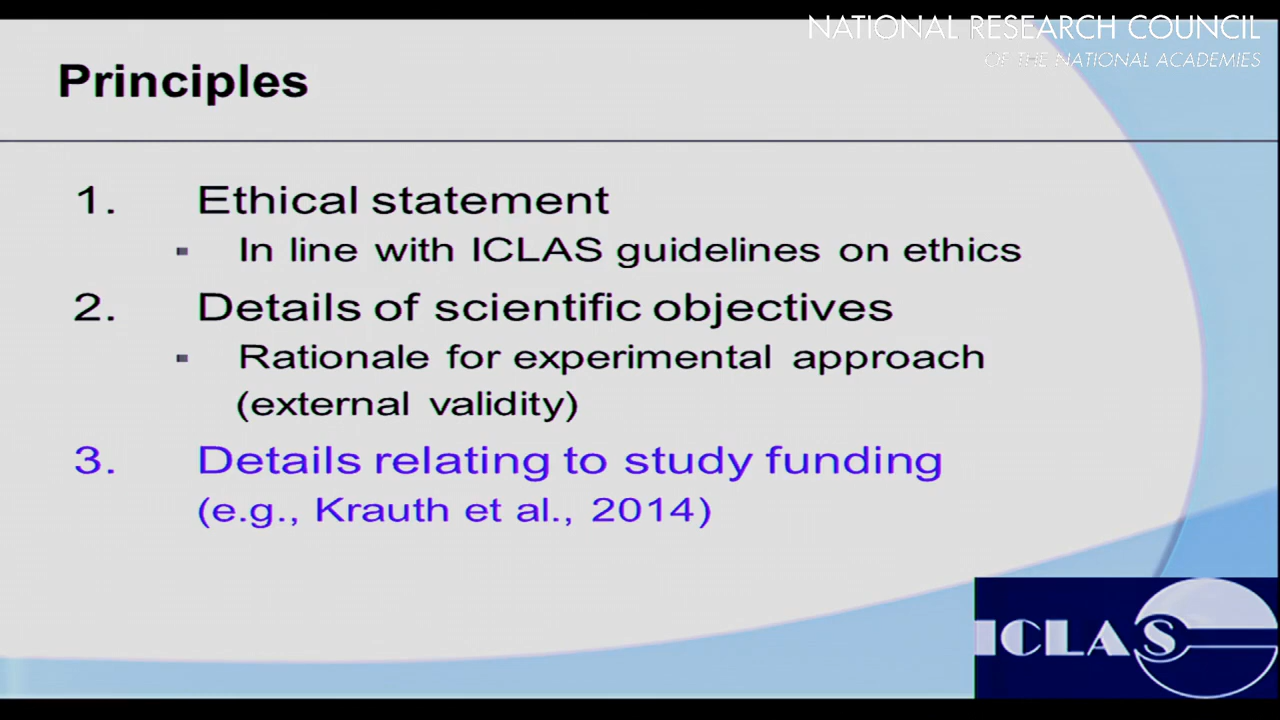 NATIONAL RESEARCH COUNCIL
OF THE NATIONAL ACADEMIES
Principles
1. Ethical statement
▪ In line with ICLAS guidelines on ethics
2. Details of scientific objectives
▪ Rationale for experimental approach
(external validity)
3. Details relating to study funding
(e.g., Krauth et al., 2014)
ICLAS